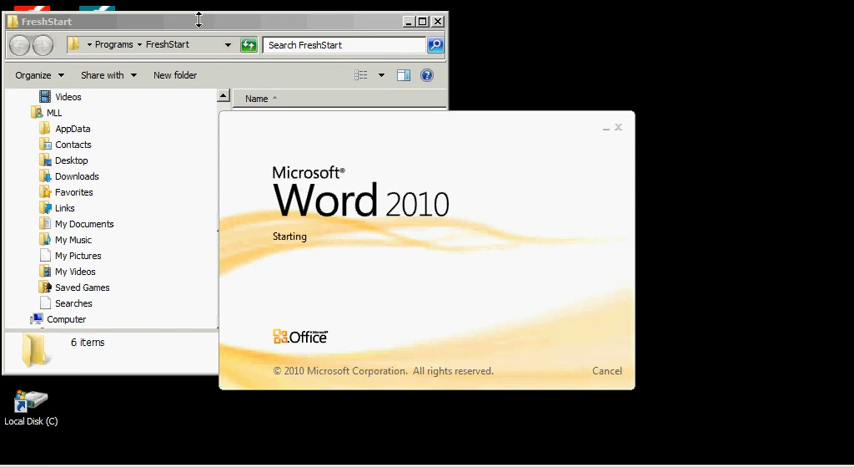 FreshStart
Programs FreshStart
Search FreshStart
Organize Share with New folder
Name
Videos
MLL
AppData
Contacts
Desktop
Downloads
Favorites
Links
My Documents
My Music
My Pictures
My Videos
Saved Games
Searches
Computer
6 items
Microsoft®
Word 2010
Starting
Microsoft®
Office
© 2010 Microsoft Corporation. All rights reserved.
Cancel
Local Disk (C)